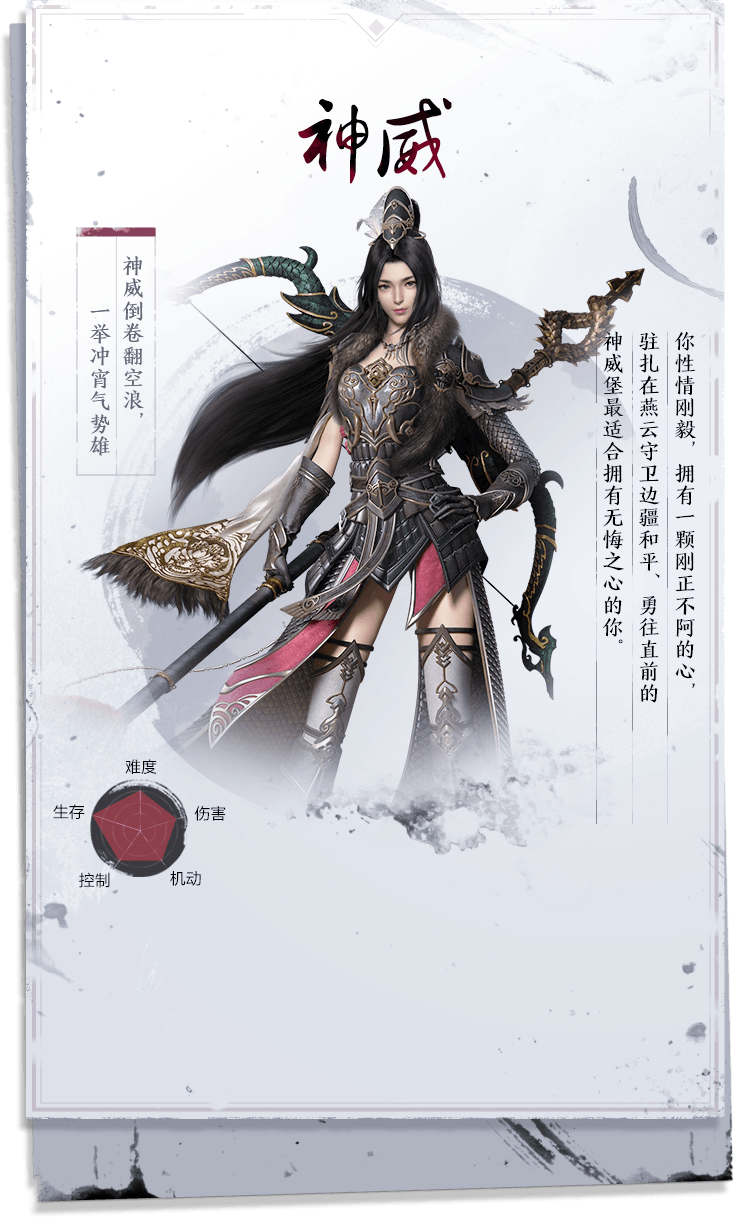 神威
神威倒卷翻空浪，
一举冲宵气势雄
你性情刚毅，拥有一颗刚正不阿的心，
驻扎在燕云守卫边疆和平、勇往直前的
神威堡最适合拥有无悔之心的你。
难度
生存
伤害
控制
机动